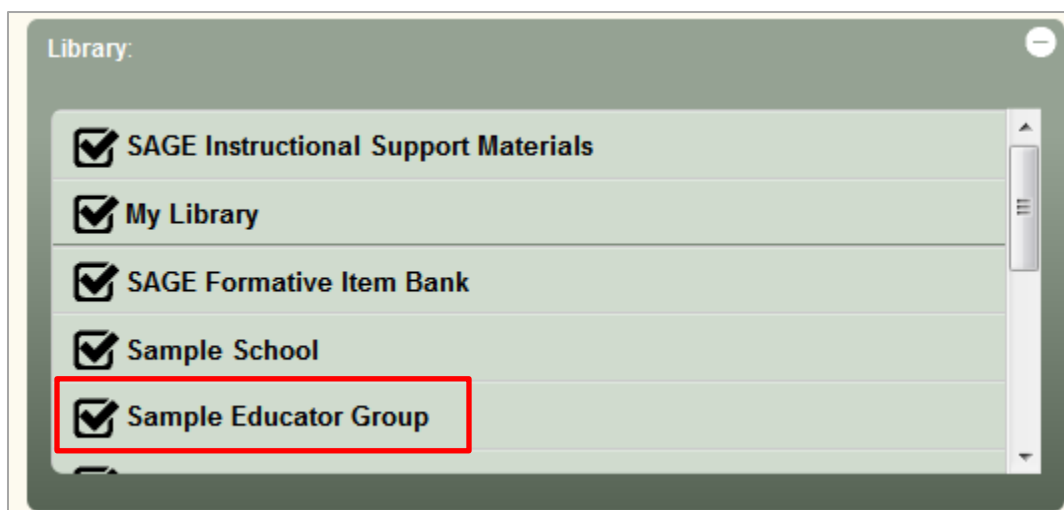 Library:
SAGE Instructional Support Materials
My Library
SAGE Formative Item Bank
Sample School
Sample Educator Group